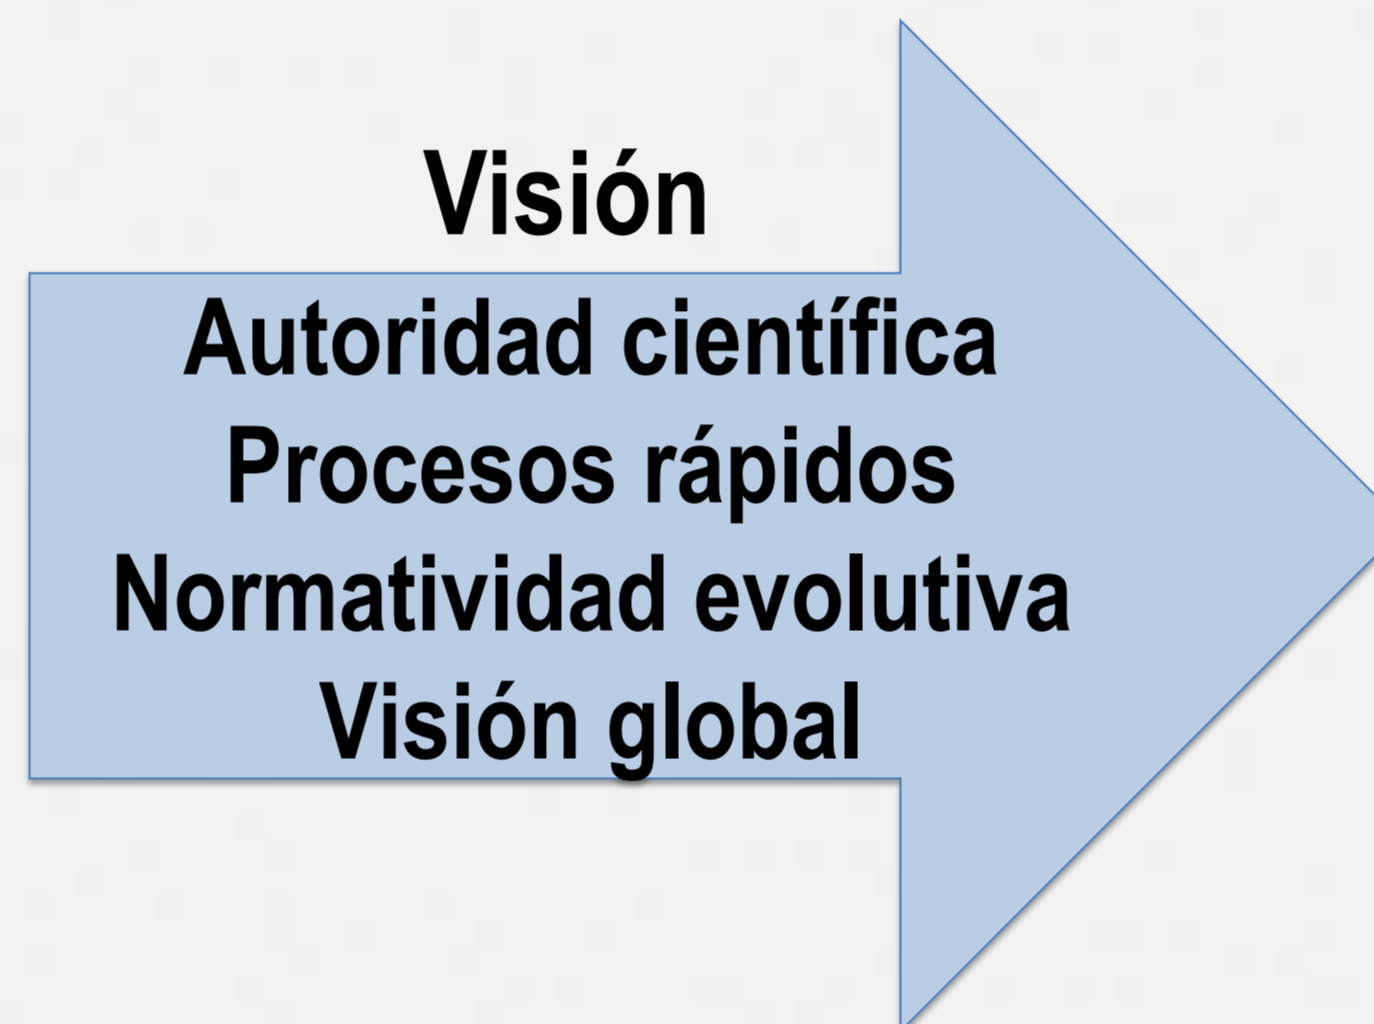 Visión
Autoridad científica
Procesos rápidos
Normatividad evolutiva
Visión global